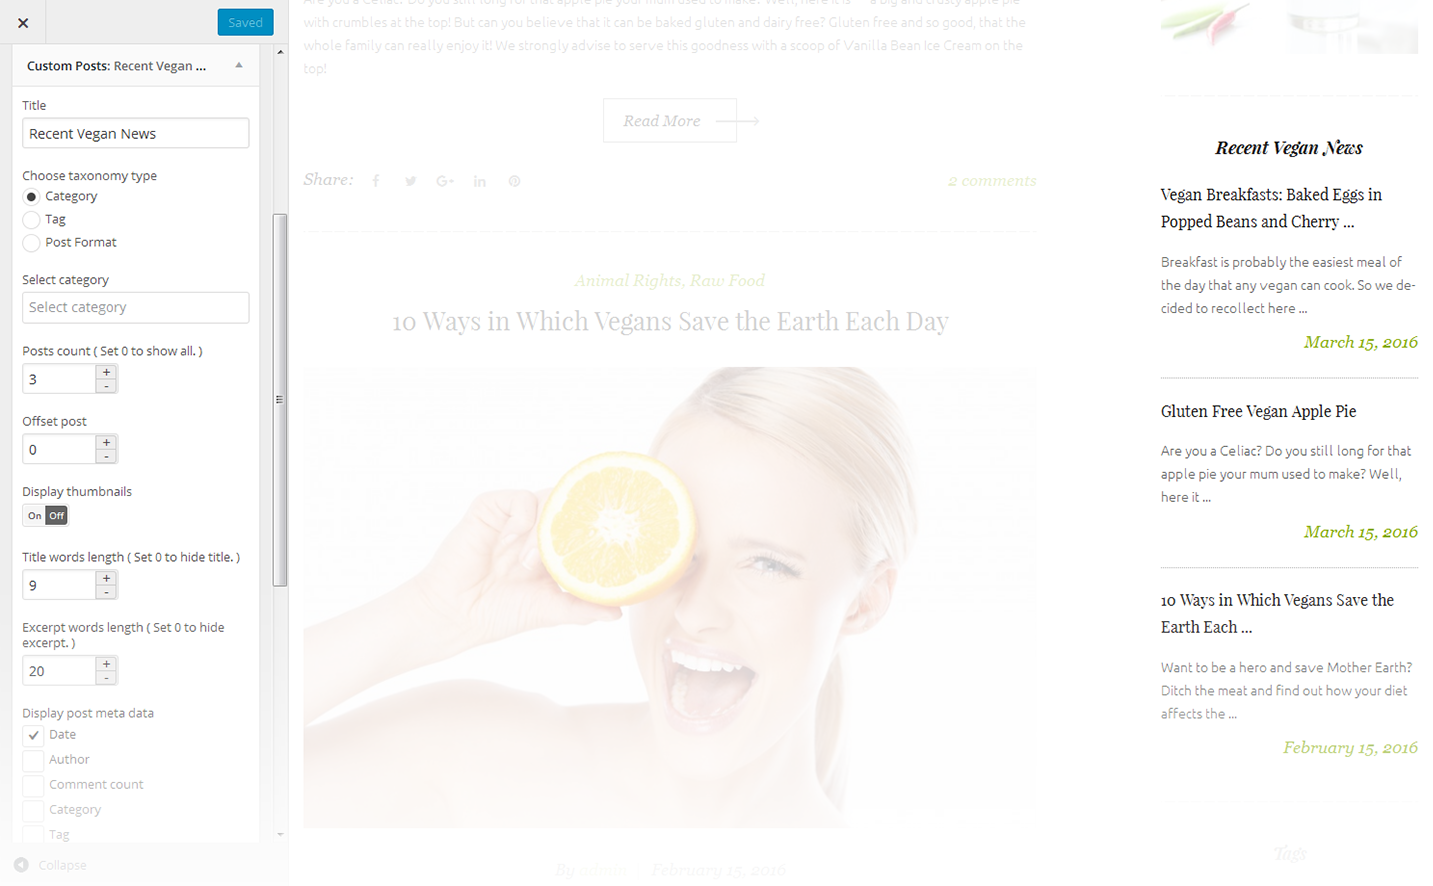 Saved
Custom Posts: Recent Vegan ...
Title
Recent Vegan News
Choose taxonomy type
Category
Tag
Post Format
Select category
Select category
Posts count ( Set 0 to show all. )
3
+
-
Offset post
0
+
-
Display thumbnails
On Off
Title words length ( Set 0 to hide title. )
9
+
-
Excerpt words length ( Set 0 to hide
excerpt. )
20
+
-
Display post meta data
Date
Author
Comment count
Category
Tag
Collapse
Are you a Celiac? Do you still long for that apple pie your mum used to make? Well, here it is — a big and crusty apple pie
with crumbles at the top! But can you believe that it can be baked gluten and dairy free? Gluten free and so good, that the
whole family can really enjoy it! We strongly advise to serve this goodness with a scoop of Vanilla Bean Ice Cream on the
top!
Read More
Share:
2 comments
Animal Rights, Raw Food
10 Ways in Which Vegans Save the Earth Each Day
By admin | February 15, 2016
Recent Vegan News
Vegan Breakfasts: Baked Eggs in
Popped Beans and Cherry ...
Breakfast is probably the easiest meal of
the day that any vegan can cook. So we de-
cided to recollect here ...
March 15, 2016
Gluten Free Vegan Apple Pie
Are you a Celiac? Do you still long for that
apple pie your mum used to make? Well,
here it ...
March 15, 2016
10 Ways in Which Vegans Save the
Earth Each ...
Want to be a hero and save Mother Earth?
Ditch the meat and find out how your diet
affects the ...
February 15, 2016
Tags